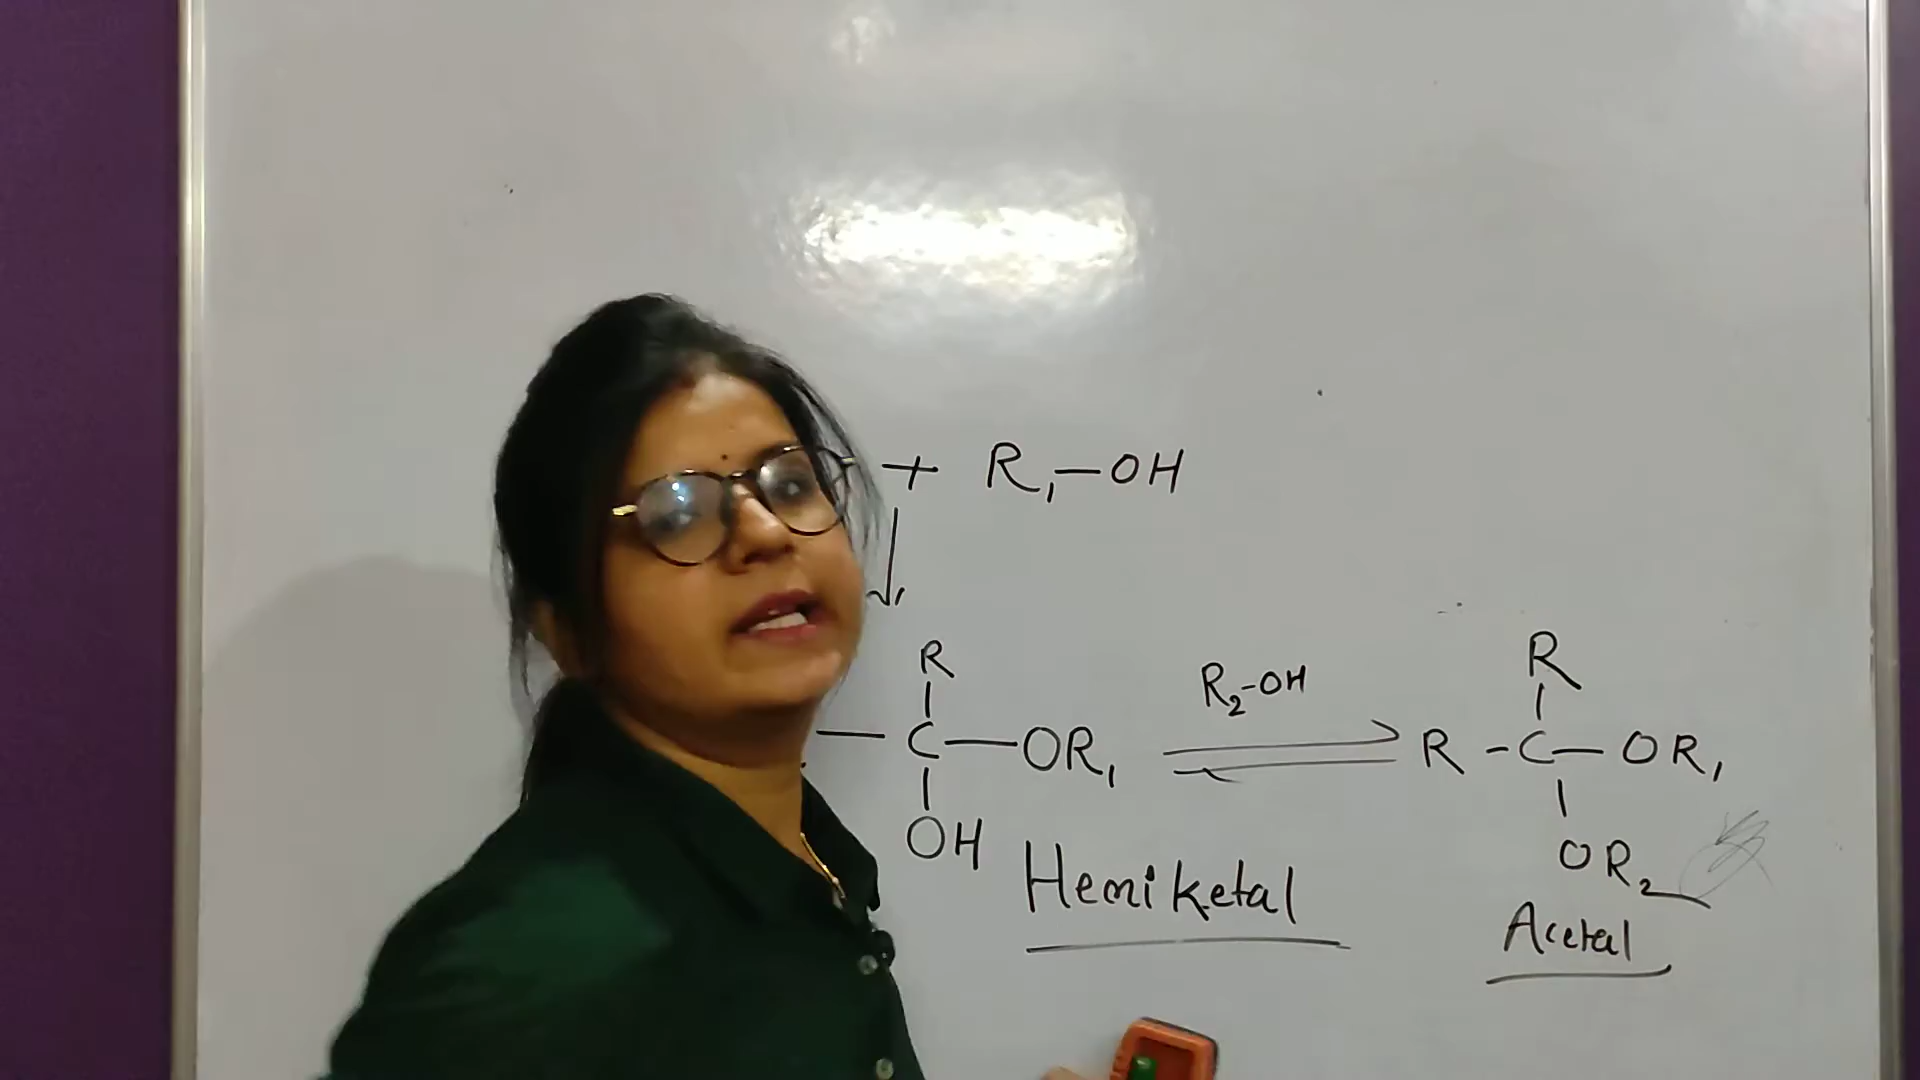 + R₁—OH
R R
R₂-OH
— C — OR₁ ⇌ R - C — OR₁
OH OR₂
Hemiketal Acetal